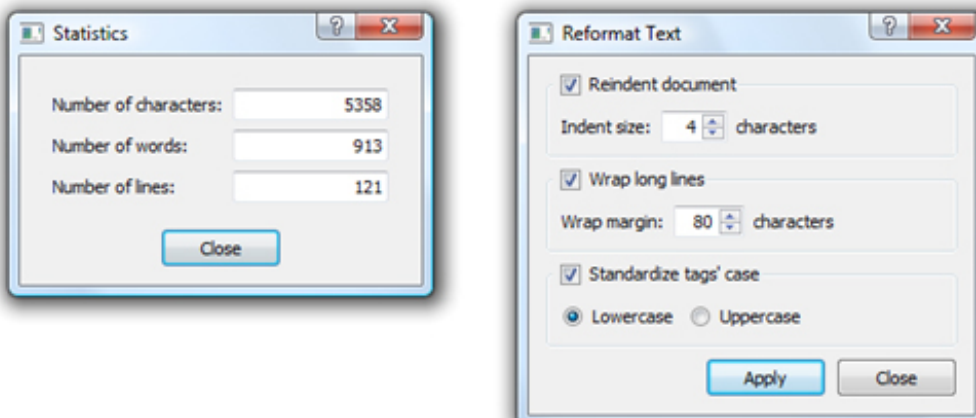 Statistics
Number of characters: 5358
Number of words: 913
Number of lines: 121
Close
Reformat Text
Reindent document
Indent size: 4 characters
Wrap long lines
Wrap margin: 80 characters
Standardize tags' case
Lowercase Uppercase
Apply Close